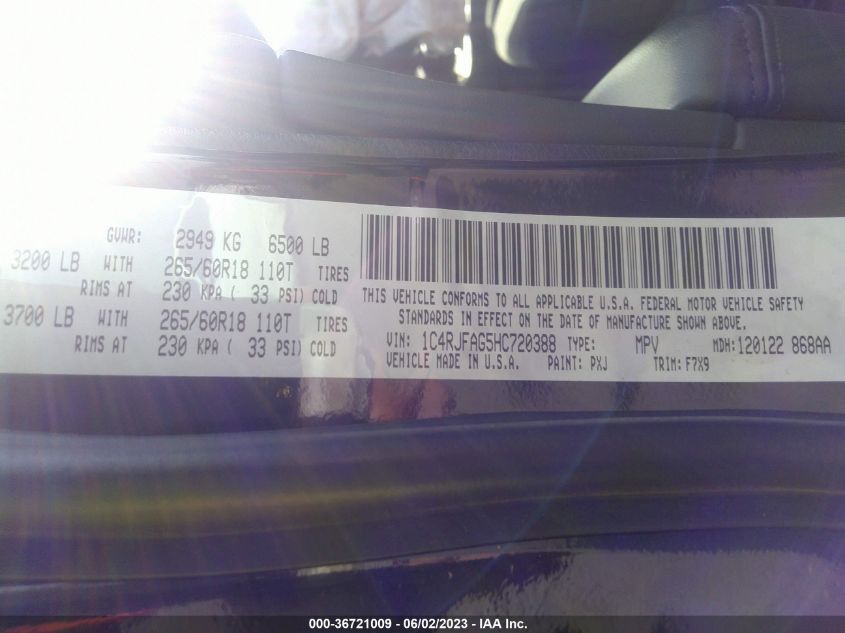 GVWR: 2949 KG 6500 LB
3200 LB WITH 265/60R18 110T TIRES
RIMS AT 230 KPA ( 33 PSI) COLD
3700 LB WITH 265/60R18 110T TIRES
RIMS AT 230 KPA ( 33 PSI) COLD
THIS VEHICLE CONFORMS TO ALL APPLICABLE U.S.A. FEDERAL MOTOR VEHICLE SAFETY
STANDARDS IN EFFECT ON THE DATE OF MANUFACTURE SHOWN ABOVE.
VIN: 1C4RJFAG5HC720388 TYPE: MPV MDH: 120122 868AA
VEHICLE MADE IN U.S.A. PAINT: PXJ TRIM: F7X9
000-36721009 - 06/02/2023 - IAA Inc.